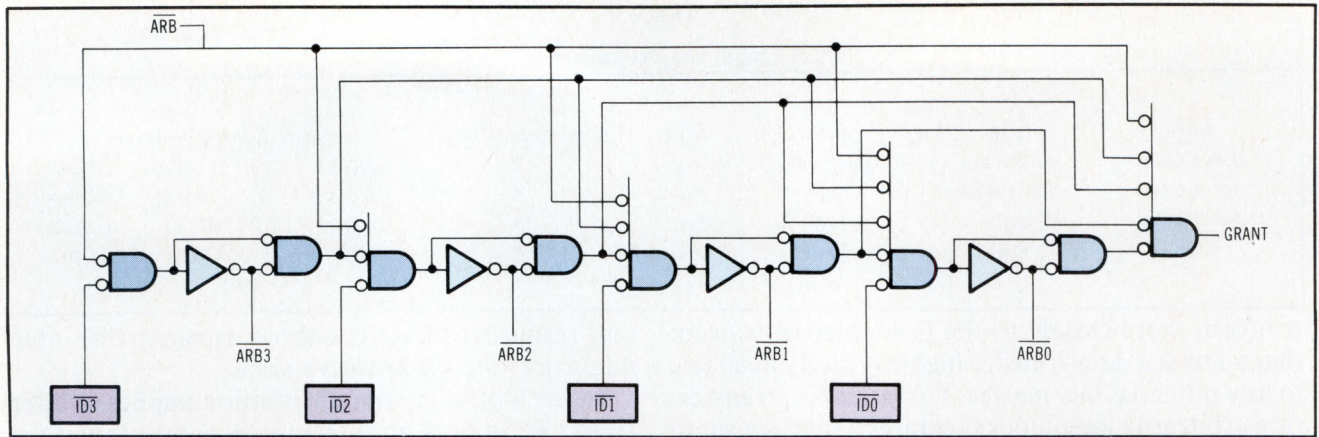 ARB
GRANT
ARB3
ARB2
ARB1
ARB0
ID3
ID2
ID1
ID0